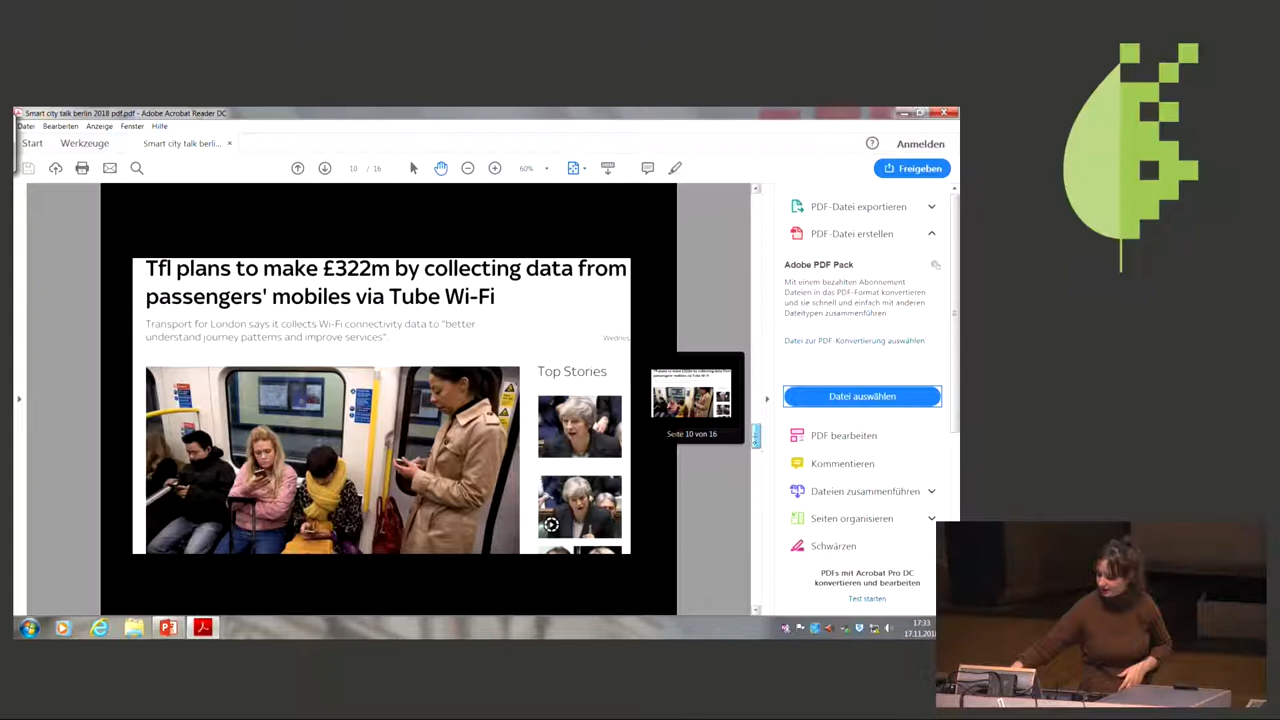 Smart city talk berlin 2018 pdf.pdf - Adobe Acrobat Reader DC
Datei Bearbeiten Anzeige Fenster Hilfe
Start Werkzeuge Smart city talk berli... × Anmelden
10 / 16 60% Freigeben
PDF-Datei exportieren
PDF-Datei erstellen
Adobe PDF Pack
Mit einem bezahlten Abonnement
Dateien in das PDF-Format konvertieren
und sie schnell und einfach mit anderen
Dateitypen zusammenführen
Datei zur PDF-Konvertierung auswählen
Datei auswählen
PDF bearbeiten
Kommentieren
Dateien zusammenführen
Seiten organisieren
Schwärzen
PDFs mit Acrobat Pro DC
konvertieren und bearbeiten
Test starten
Tfl plans to make £322m by collecting data from
passengers' mobiles via Tube Wi-Fi
Transport for London says it collects Wi-Fi connectivity data to "better
understand journey patterns and improve services".
Wednes
Top Stories
Seite 10 von 16
17:33
17.11.201